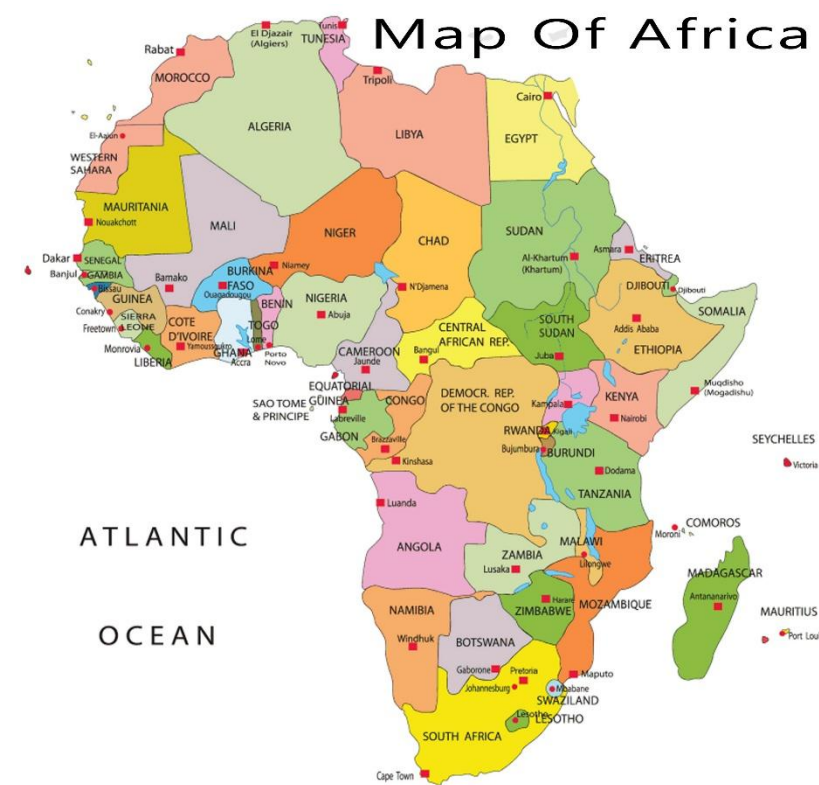 Map Of Africa
El Djazair
(Algiers)
Tunis
TUNESIA
Rabat
MOROCCO
Tripoli
Cairo
ALGERIA
LIBYA
EGYPT
El-Aaiun
WESTERN
SAHARA
MAURITANIA
Nouakchott
MALI
NIGER
CHAD
SUDAN
Al-Khartum
(Khartum)
Asmara
ERITREA
Dakar
SENEGAL
Banjul
GAMBIA
Bissau
Bamako
BURKINA
FASO
Ouagadougou
Niamey
N'Djamena
DJIBOUTI
Djibouti
GUINEA
Conakry
SIERRA
LEONE
Freetown
Monrovia
LIBERIA
COTE
D'IVOIRE
Yamoussoukro
GHANA
Accra
BENIN
TOGO
Lome
Porto
Novo
NIGERIA
Abuja
CENTRAL
AFRICAN REP.
Bangui
SOUTH
SUDAN
Juba
Addis Ababa
ETHIOPIA
SOMALIA
CAMEROON
Jaunde
EQUATORIAL
GUINEA
SAO TOME
& PRINCIPE
Labreville
GABON
CONGO
Brazzaville
Kinshasa
DEMOCR. REP.
OF THE CONGO
Kampala
KENYA
Nairobi
Muqdisho
(Mogadishu)
RWANDA
Kigali
Bujumbura
BURUNDI
Dodama
TANZANIA
SEYCHELLES
Victoria
Luanda
ANGOLA
ZAMBIA
Lusaka
MALAWI
Lilongwe
COMOROS
Moroni
MADAGASCAR
Antananarivo
MAURITIUS
Port Loui
ATLANTIC
OCEAN
NAMIBIA
Windhuk
BOTSWANA
Gaborone
ZIMBABWE
Harare
MOZAMBIQUE
Pretoria
Johannesburg
Maputo
Mbabane
SWAZILAND
Lesotho
LESOTHO
SOUTH AFRICA
Cape Town